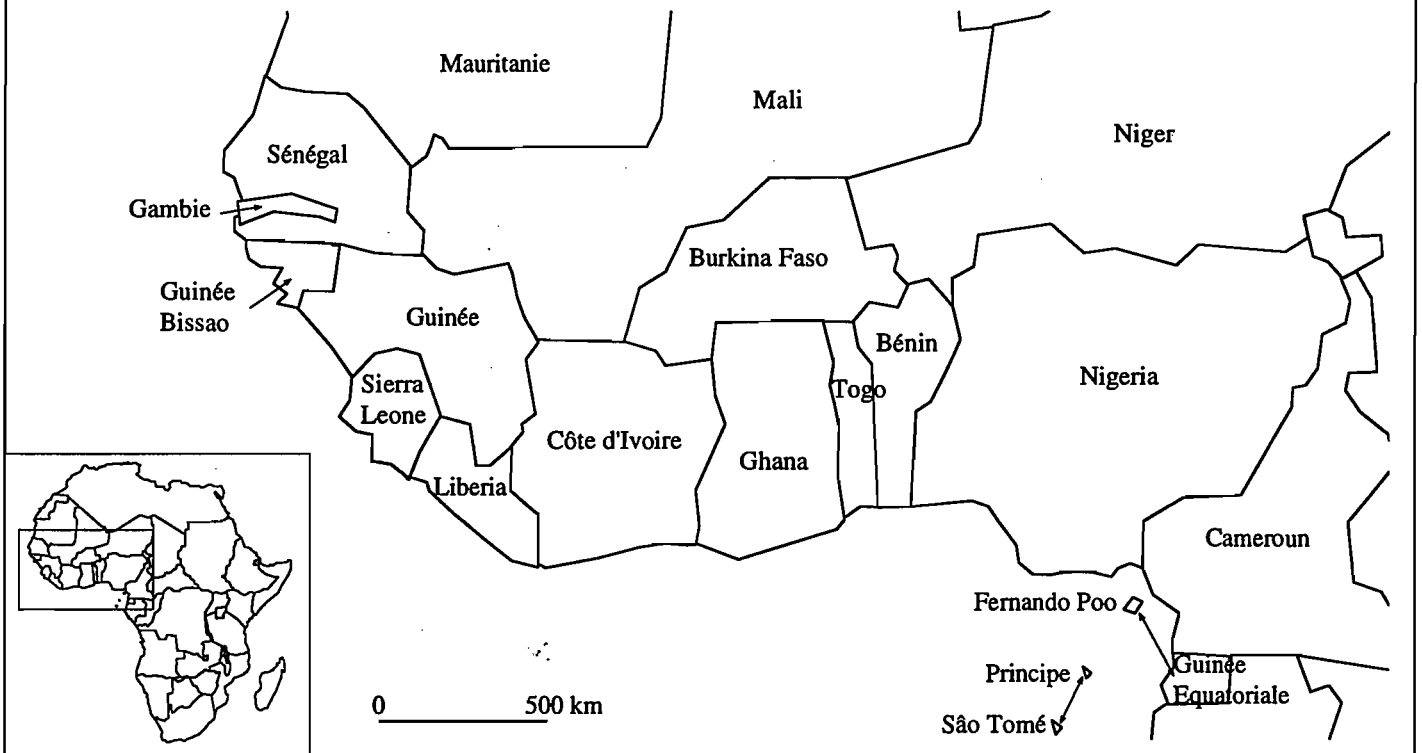 Mauritanie
Mali
Niger
Sénégal
Gambie
Burkina Faso
Guinée
Bissao
Guinée
Bénin
Nigeria
Sierra
Leone
Togo
Côte d'Ivoire
Ghana
Liberia
Cameroun
Fernando Poo
Principe
Guinée
Equatoriale
Sâo Tomé
0 500 km